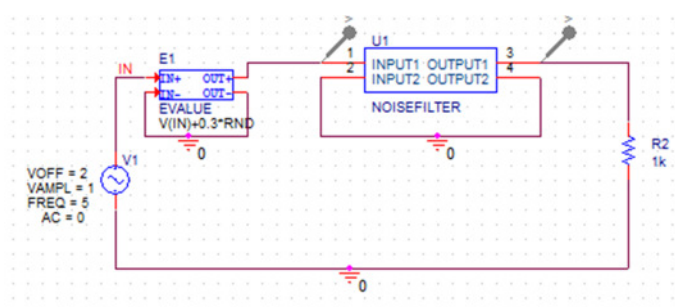 U1
E1
IN
IN+ OUT+
IN- OUT-
EVALUE
V(IN)+0.3*RND
0
1
2
INPUT1 OUTPUT1
INPUT2 OUTPUT2
3
4
NOISEFILTER
0
V1
VOFF = 2
VAMPL = 1
FREQ = 5
AC = 0
R2
1k
0
V
V